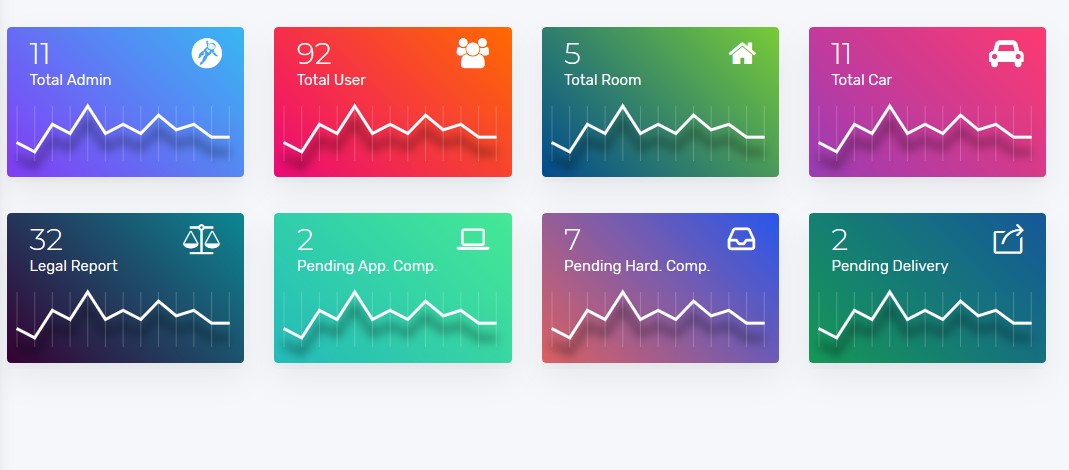 11
Total Admin
92
Total User
5
Total Room
11
Total Car
32
Legal Report
2
Pending App. Comp.
7
Pending Hard. Comp.
2
Pending Delivery